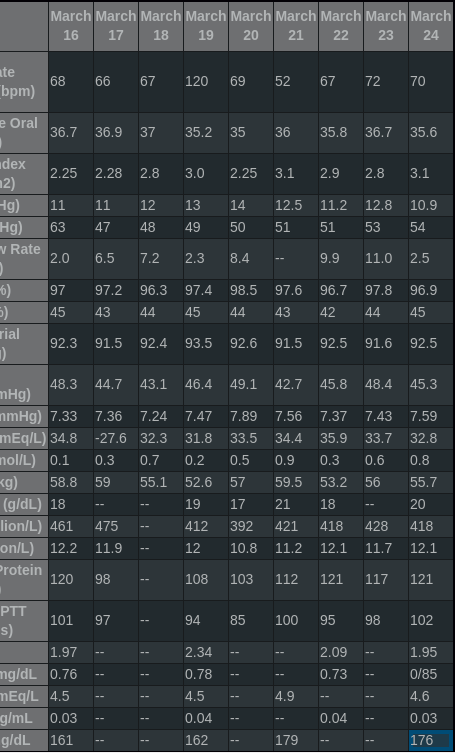 March 16 March 17 March 18 March 19 March 20 March 21 March 22 March 23 March 24
ate
(bpm) 68 66 67 120 69 52 67 72 70
e Oral
) 36.7 36.9 37 35.2 35 36 35.8 36.7 35.6
ndex
n2) 2.25 2.28 2.8 3.0 2.25 3.1 2.9 2.8 3.1
Hg) 11 11 12 13 14 12.5 11.2 12.8 10.9
Hg) 63 47 48 49 50 51 51 53 54
w Rate
) 2.0 6.5 7.2 2.3 8.4 -- 9.9 11.0 2.5
%) 97 97.2 96.3 97.4 98.5 97.6 96.7 97.8 96.9
%) 45 43 44 45 44 43 42 44 45
rial
g) 92.3 91.5 92.4 93.5 92.6 91.5 92.5 91.6 92.5
mHg) 48.3 44.7 43.1 46.4 49.1 42.7 45.8 48.4 45.3
mmHg) 7.33 7.36 7.24 7.47 7.89 7.56 7.37 7.43 7.59
mEq/L) 34.8 -27.6 32.3 31.8 33.5 34.4 35.9 33.7 32.8
mol/L) 0.1 0.3 0.7 0.2 0.5 0.9 0.3 0.6 0.8
kg) 58.8 59 55.1 52.6 57 59.5 53.2 56 55.7
(g/dL) 18 -- -- 19 17 21 18 -- 20
llion/L) 461 475 -- 412 392 421 418 428 418
on/L) 12.2 11.9 -- 12 10.8 11.2 12.1 11.7 12.1
Protein
) 120 98 -- 108 103 112 121 117 121
PTT
s) 101 97 -- 94 85 100 95 98 102
1.97 -- -- 2.34 -- -- 2.09 -- 1.95
mg/dL 0.76 -- -- 0.78 -- -- 0.73 -- 0/85
mEq/L 4.5 -- -- 4.5 -- 4.9 -- -- 4.6
g/mL 0.03 -- -- 0.04 -- -- 0.04 -- 0.03
g/dL 161 -- -- 162 -- 179 -- -- 176